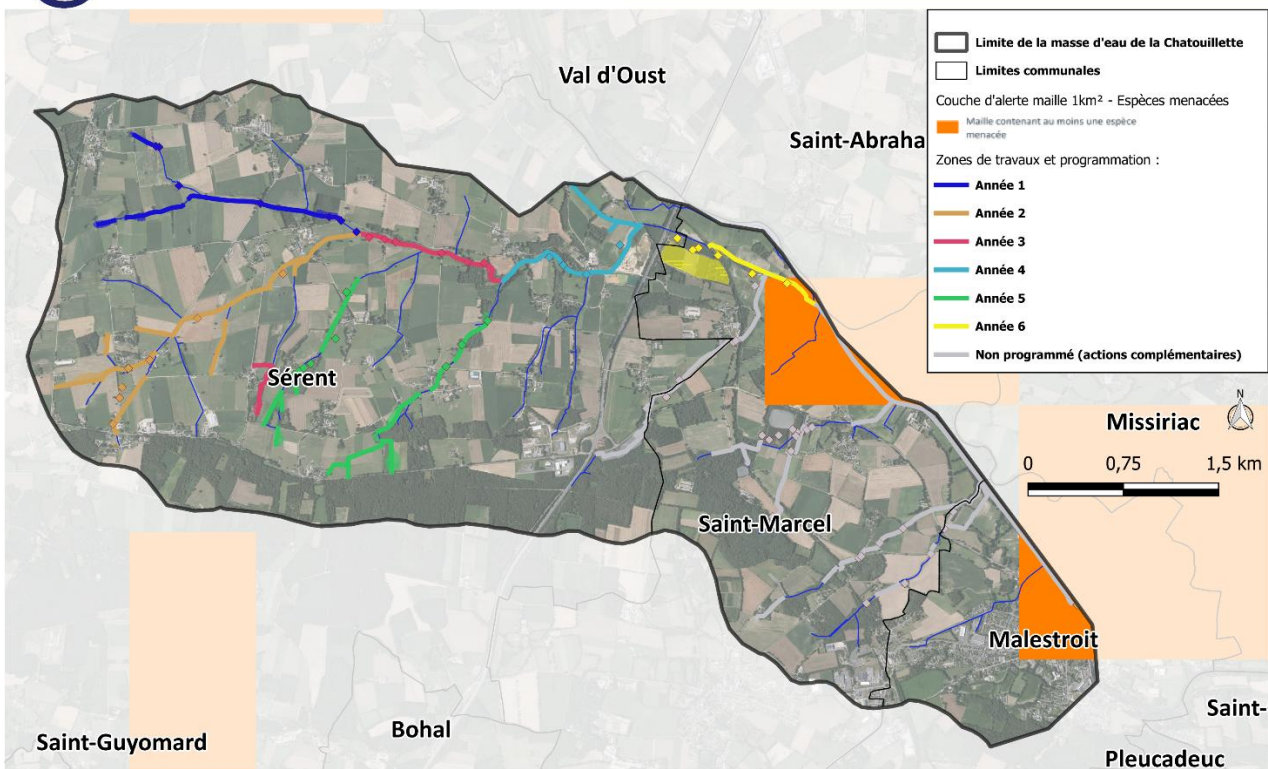 Val d'Oust
Saint-Abraha
Sérent
Saint-Marcel
Malestroit
Missiriac
Bohal
Saint-Guyomard
Saint-
Pleucadeuc
Limite de la masse d'eau de la Chatouillette
Limites communales
Couche d'alerte maille 1km² - Espèces menacées
Maille contenant au moins une espèce
menacée
Zones de travaux et programmation :
Année 1
Année 2
Année 3
Année 4
Année 5
Année 6
Non programmé (actions complémentaires)
N
0 0,75 1,5 km